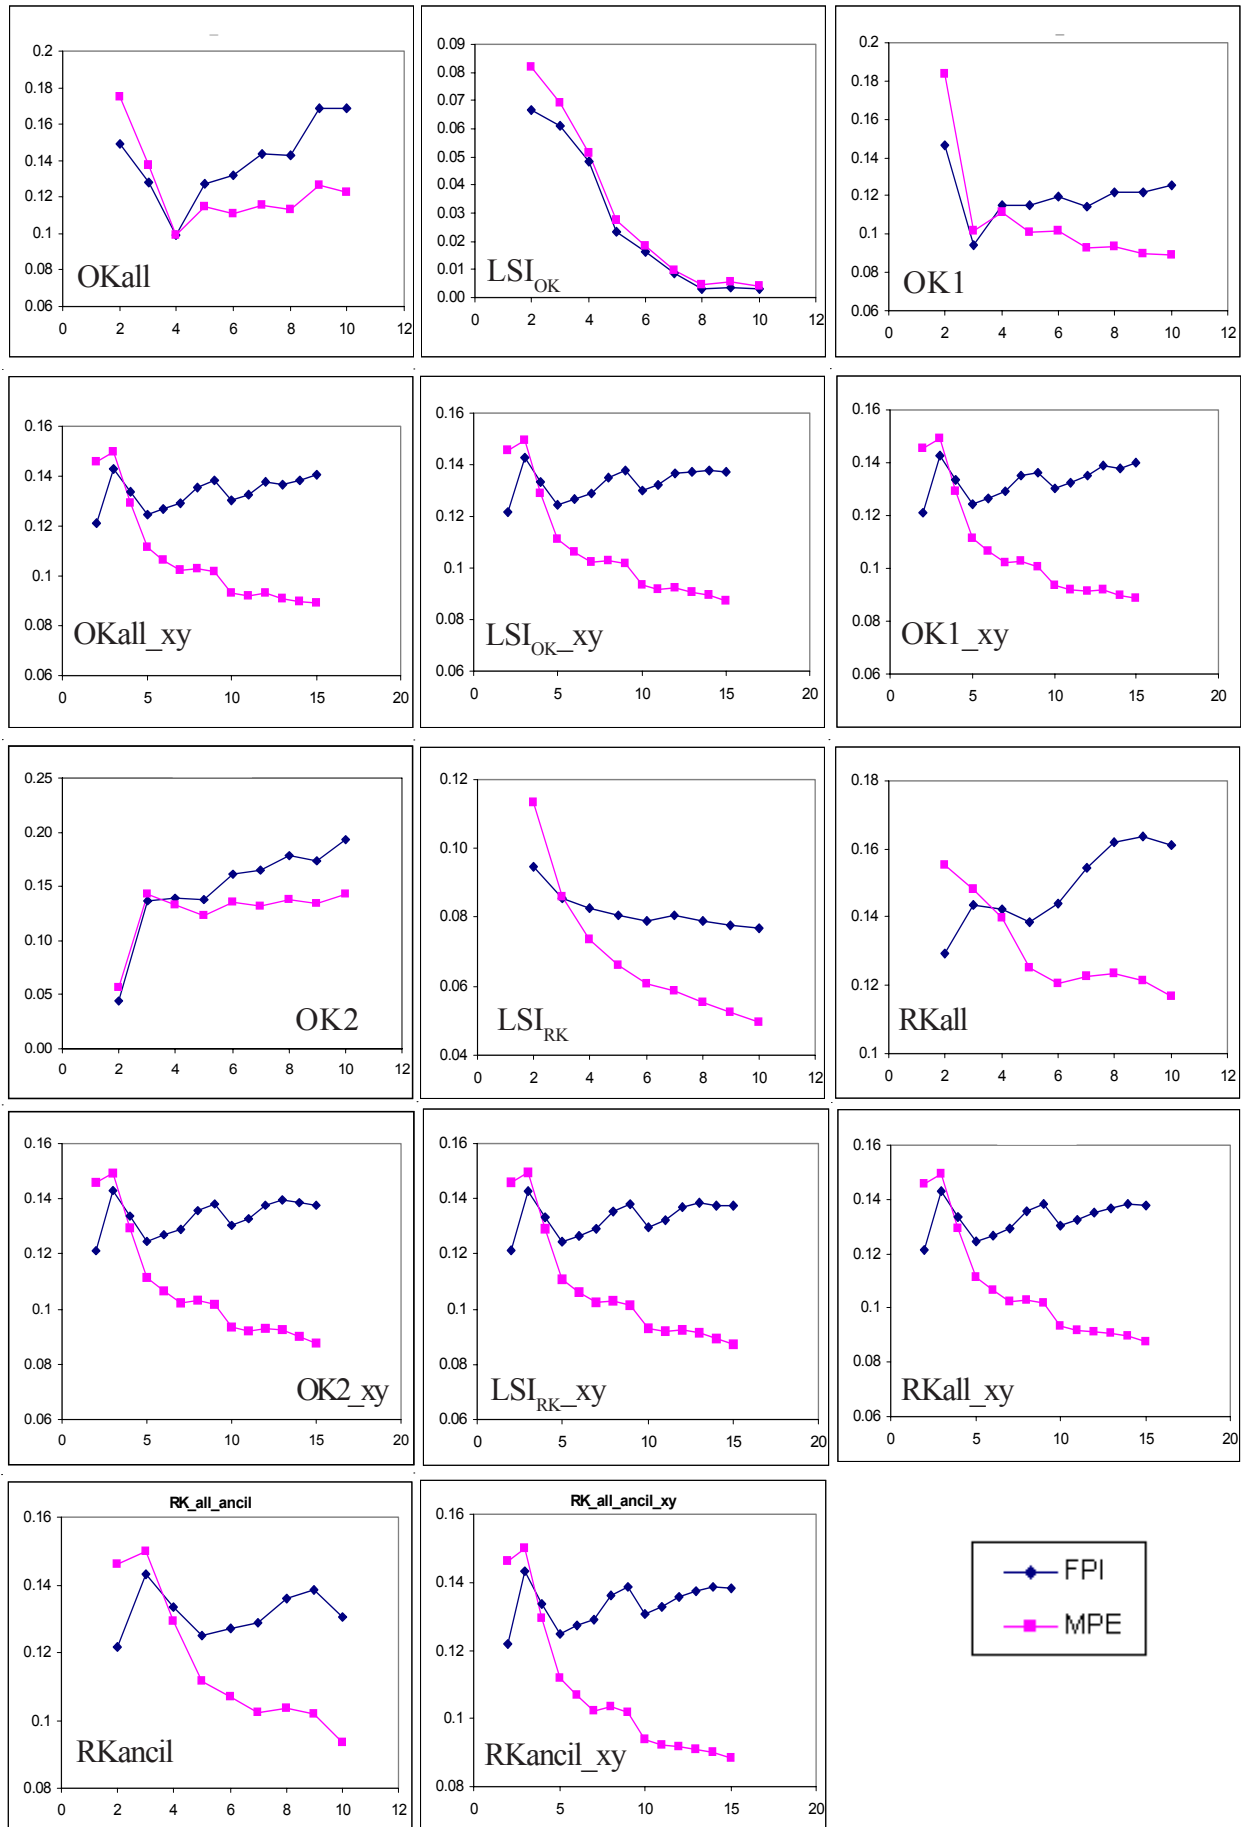 0.2
0.18
0.16
0.14
0.12
0.1
0.08
0.06
0 2 4 6 8 10 12
OKall
0.09
0.08
0.07
0.06
0.05
0.04
0.03
0.02
0.01
0.00
0 2 4 6 8 10 12
LSI_OK
0.2
0.18
0.16
0.14
0.12
0.1
0.08
0.06
0 2 4 6 8 10 12
OK1
0.16
0.14
0.12
0.1
0.08
0.06
0 5 10 15 20
OKall_xy
0.16
0.14
0.12
0.1
0.08
0.06
0 5 10 15 20
LSI_OK_xy
0.16
0.14
0.12
0.1
0.08
0.06
0 5 10 15 20
OK1_xy
0.25
0.20
0.15
0.10
0.05
0.00
0 2 4 6 8 10 12
OK2
0.12
0.10
0.08
0.06
0.04
0 2 4 6 8 10 12
LSI_RK
0.18
0.16
0.14
0.12
0.1
0 2 4 6 8 10 12
RKall
0.16
0.14
0.12
0.1
0.08
0.06
0 5 10 15 20
OK2_xy
0.16
0.14
0.12
0.1
0.08
0.06
0 5 10 15 20
LSI_RK_xy
0.16
0.14
0.12
0.1
0.08
0.06
0 5 10 15 20
RKall_xy
RK_all_ancil
0.16
0.14
0.12
0.1
0.08
0 2 4 6 8 10 12
RKancil
RK_all_ancil_xy
0.16
0.14
0.12
0.1
0.08
0 5 10 15 20
RKancil_xy
FPI
MPE